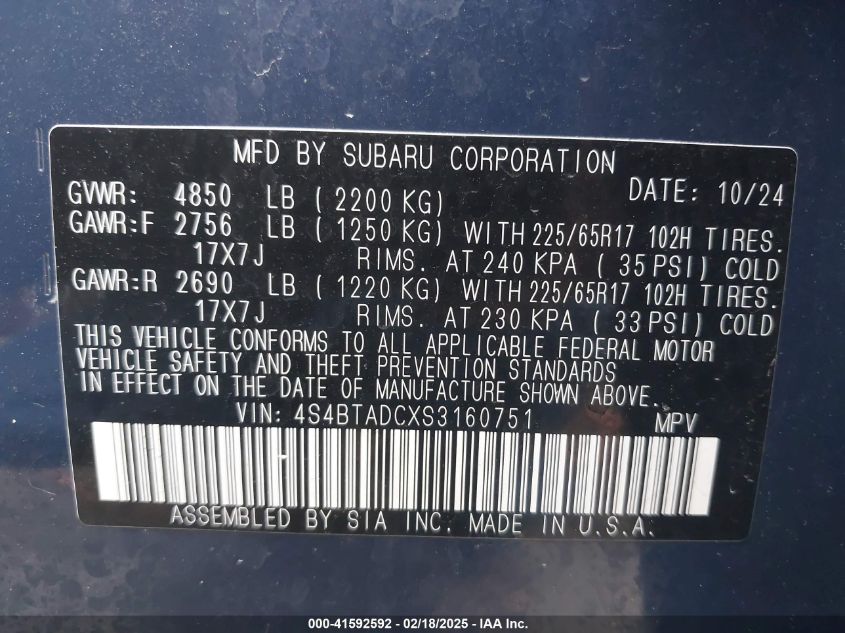 MFD BY SUBARU CORPORATION
GVWR: 4850 LB ( 2200 KG) DATE: 10/24
GAWR:F 2756 LB ( 1250 KG) WITH 225/65R17 102H TIRES.
17X7J RIMS. AT 240 KPA ( 35 PSI) COLD
GAWR:R 2690 LB ( 1220 KG) WITH 225/65R17 102H TIRES.
17X7J RIMS. AT 230 KPA ( 33 PSI) COLD
THIS VEHICLE CONFORMS TO ALL APPLICABLE FEDERAL MOTOR
VEHICLE SAFETY AND THEFT PREVENTION STANDARDS
IN EFFECT ON THE DATE OF MANUFACTURE SHOWN ABOVE.
VIN: 4S4BTADCXS3160751 MPV
ASSEMBLED BY SIA INC. MADE IN U.S.A.
000-41592592 - 02/18/2025 - IAA Inc.